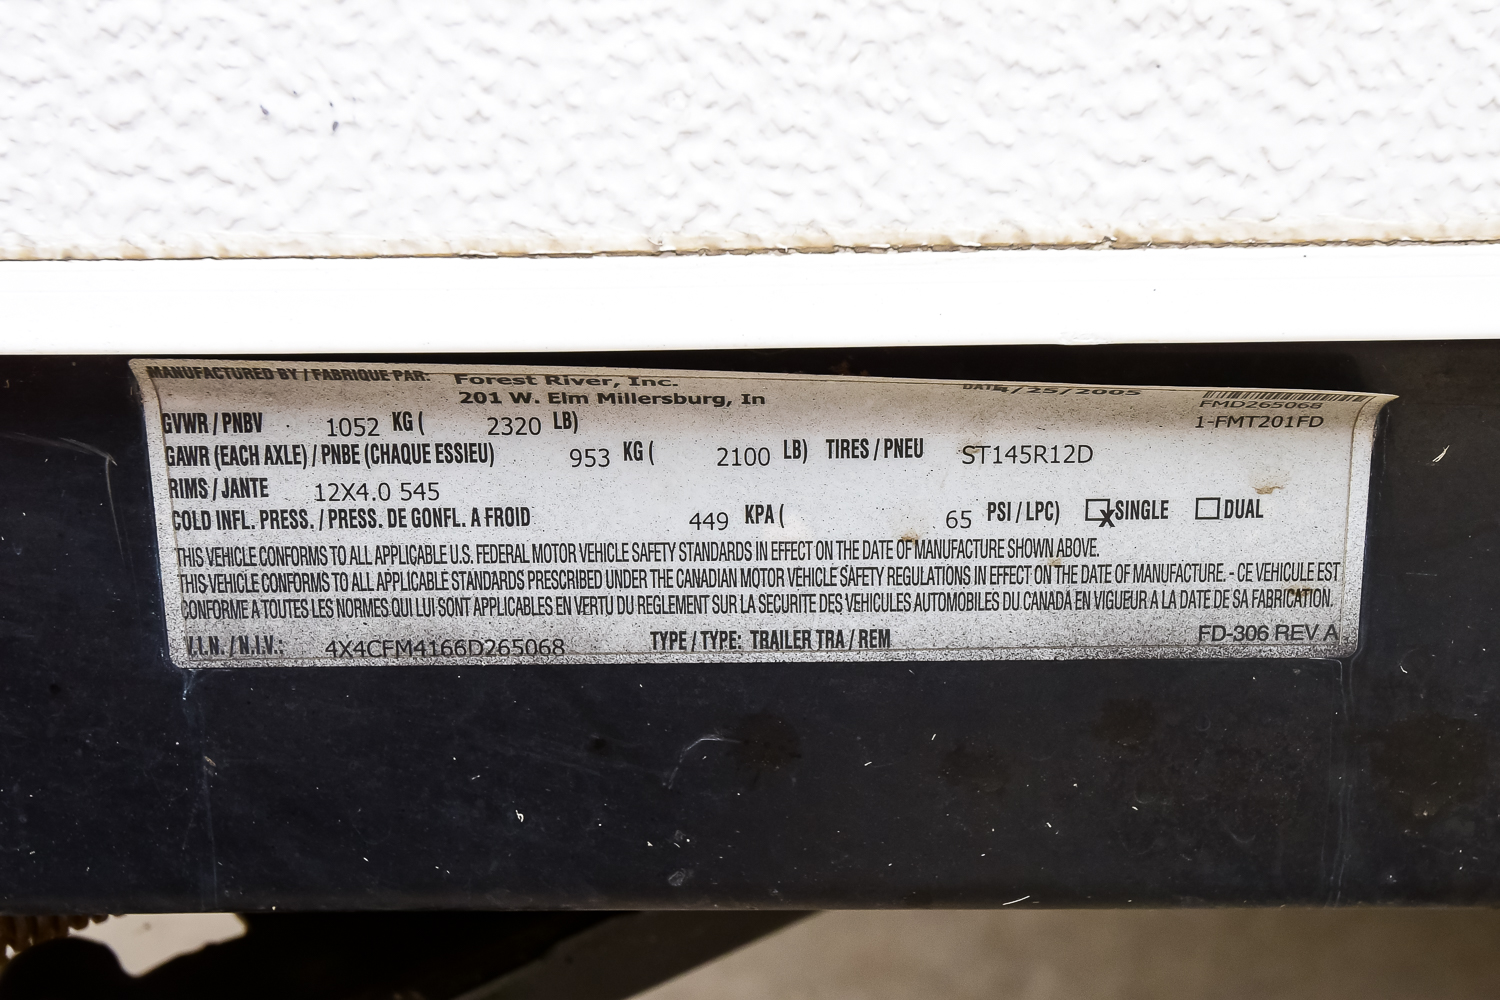 MANUFACTURED BY / FABRIQUE PAR: Forest River, Inc. DATE 4/25/2005
201 W. Elm Millersburg, In FMD265068
GVWR / PNBV 1052 KG ( 2320 LB) 1-FMT201FD
GAWR (EACH AXLE) / PNBE (CHAQUE ESSIEU) 953 KG ( 2100 LB) TIRES / PNEU ST145R12D
RIMS / JANTE 12X4.0 545
COLD INFL. PRESS. / PRESS. DE GONFL. A FROID 449 KPA ( 65 PSI / LPC) X SINGLE DUAL
THIS VEHICLE CONFORMS TO ALL APPLICABLE U.S. FEDERAL MOTOR VEHICLE SAFETY STANDARDS IN EFFECT ON THE DATE OF MANUFACTURE SHOWN ABOVE.
THIS VEHICLE CONFORMS TO ALL APPLICABLE STANDARDS PRESCRIBED UNDER THE CANADIAN MOTOR VEHICLE SAFETY REGULATIONS IN EFFECT ON THE DATE OF MANUFACTURE. - CE VEHICULE EST
CONFORME A TOUTES LES NORMES QUI LUI SONT APPLICABLES EN VERTU DU REGLEMENT SUR LA SECURITE DES VEHICULES AUTOMOBILES DU CANADA EN VIGUEUR A LA DATE DE SA FABRICATION.
V.I.N. / N.I.V.: 4X4CFM4166D265068 TYPE / TYPE: TRAILER TRA / REM FD-306 REV A